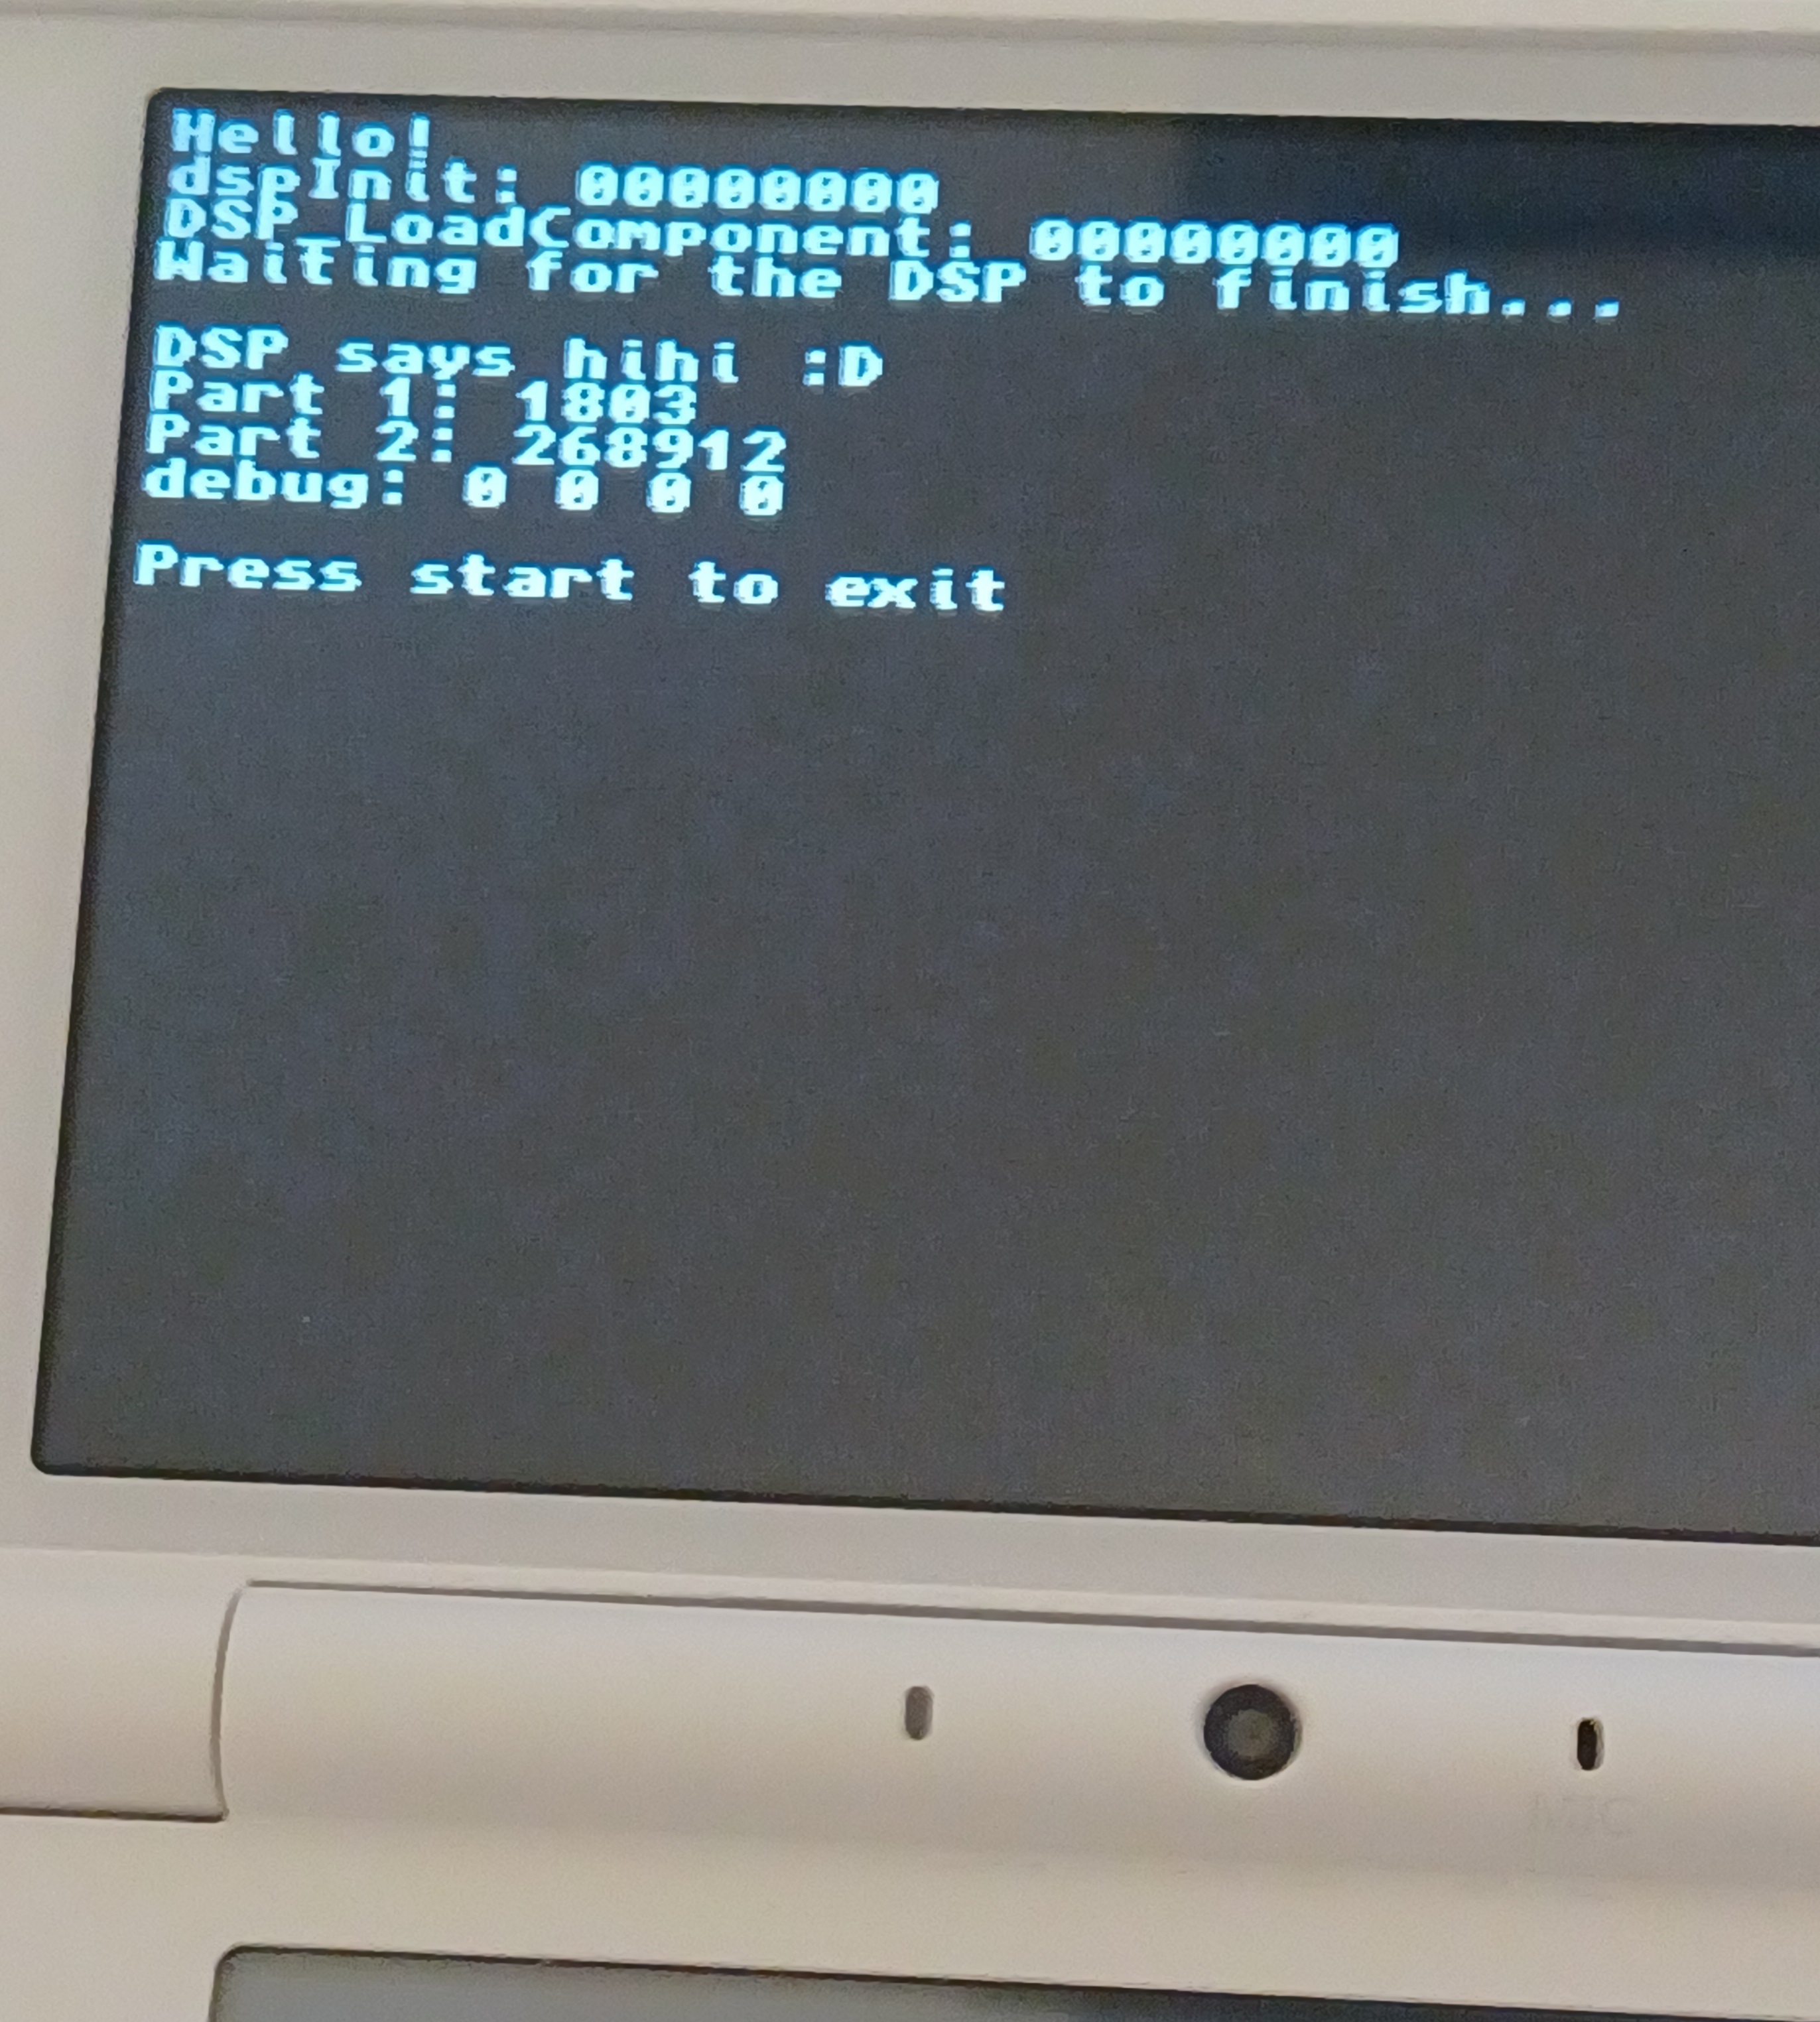 Hello!
dspInit: 00000000
DSP_LoadComponent: 00000000
Waiting for the DSP to finish...
DSP says hihi :D
Part 1: 1803
Part 2: 268912
debug: 0 0 0 0
Press start to exit
MIC